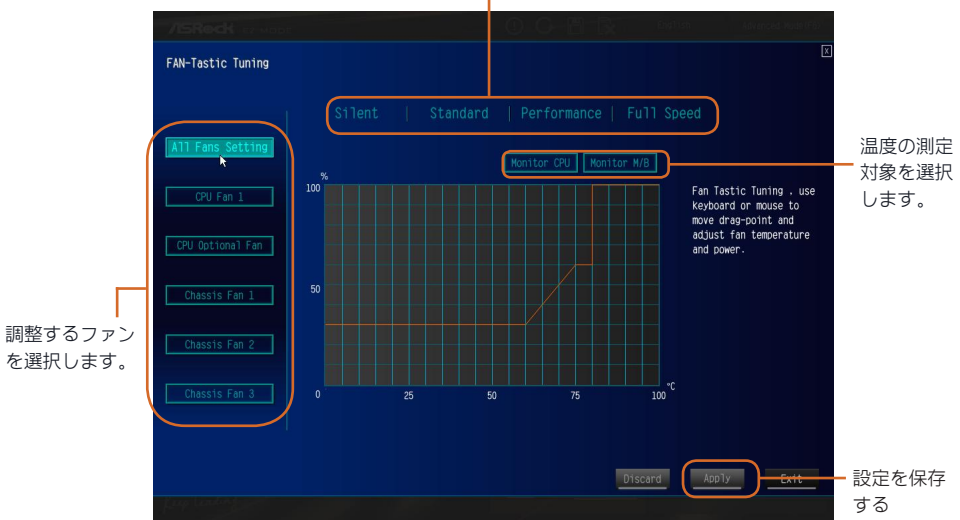 ASRock
FAN-Tastic Tuning
X
Silent | Standard | Performance | Full Speed
All Fans Setting
CPU Fan 1
CPU Optional Fan
Chassis Fan 1
Chassis Fan 2
Chassis Fan 3
調整するファン
を選択します。
Monitor CPU
Monitor M/B
温度の測定
対象を選択
します。
%
100
50
0
25
50
75
100
°C
Fan Tastic Tuning . use
keyboard or mouse to
move drag-point and
adjust fan temperature
and power.
Discard
Apply
Exit
設定を保存
する